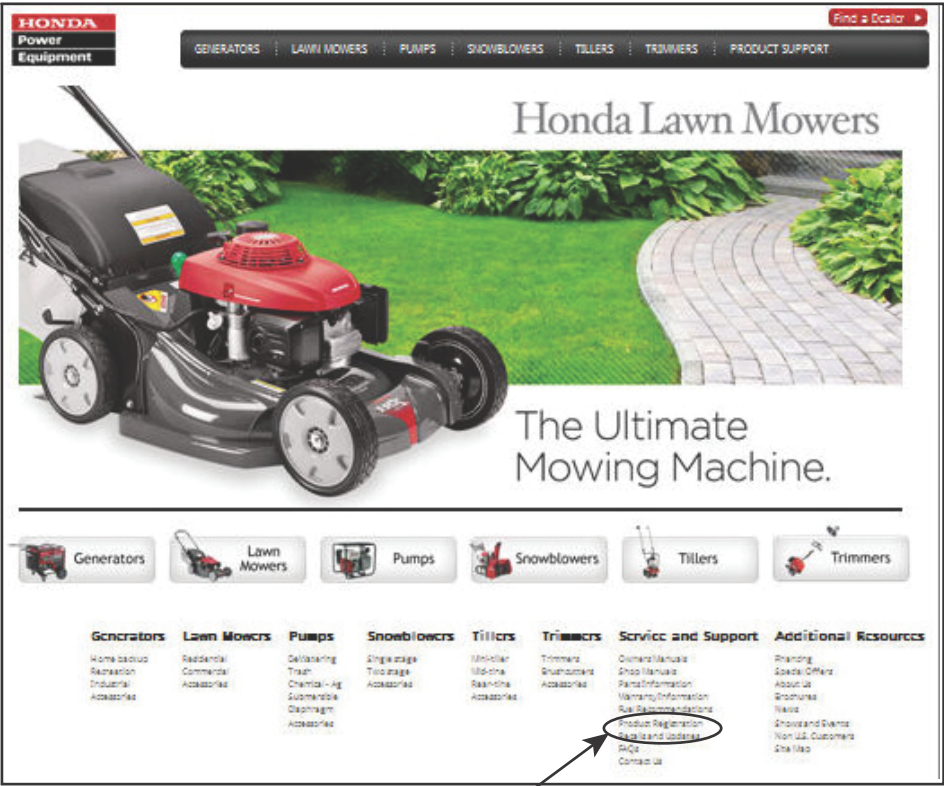 HONDA
Power
Equipment
Find a Dealer
GENERATORS LAWN MOWERS PUMPS SNOWBLOWERS TILLERS TRIMMERS PRODUCT SUPPORT
Honda Lawn Mowers
The Ultimate
Mowing Machine.
Generators
Lawn
Mowers
Pumps
Snowblowers
Tillers
Trimmers
Generators
Home backup
Recreation
Industrial
Accessories
Lawn Mowers
Residential
Commercial
Accessories
Pumps
DeWatering
Trash
Chemical - Ag
Submersible
Diaphragm
Accessories
Snowblowers
Single stage
Two stage
Accessories
Tillers
Mini-tiller
Mid-tine
Rear-tine
Accessories
Trimmers
Trimmers
Brushcutters
Accessories
Service and Support
Owners Manuals
Shop Manuals
Parts Information
Warranty Information
Fuel Recommendations
Product Registration
Recalls and Updates
FAQs
Contact Us
Additional Resources
Financing
Special Offers
About Us
Brochures
News
Shows and Events
Non U.S. Customers
Site Map